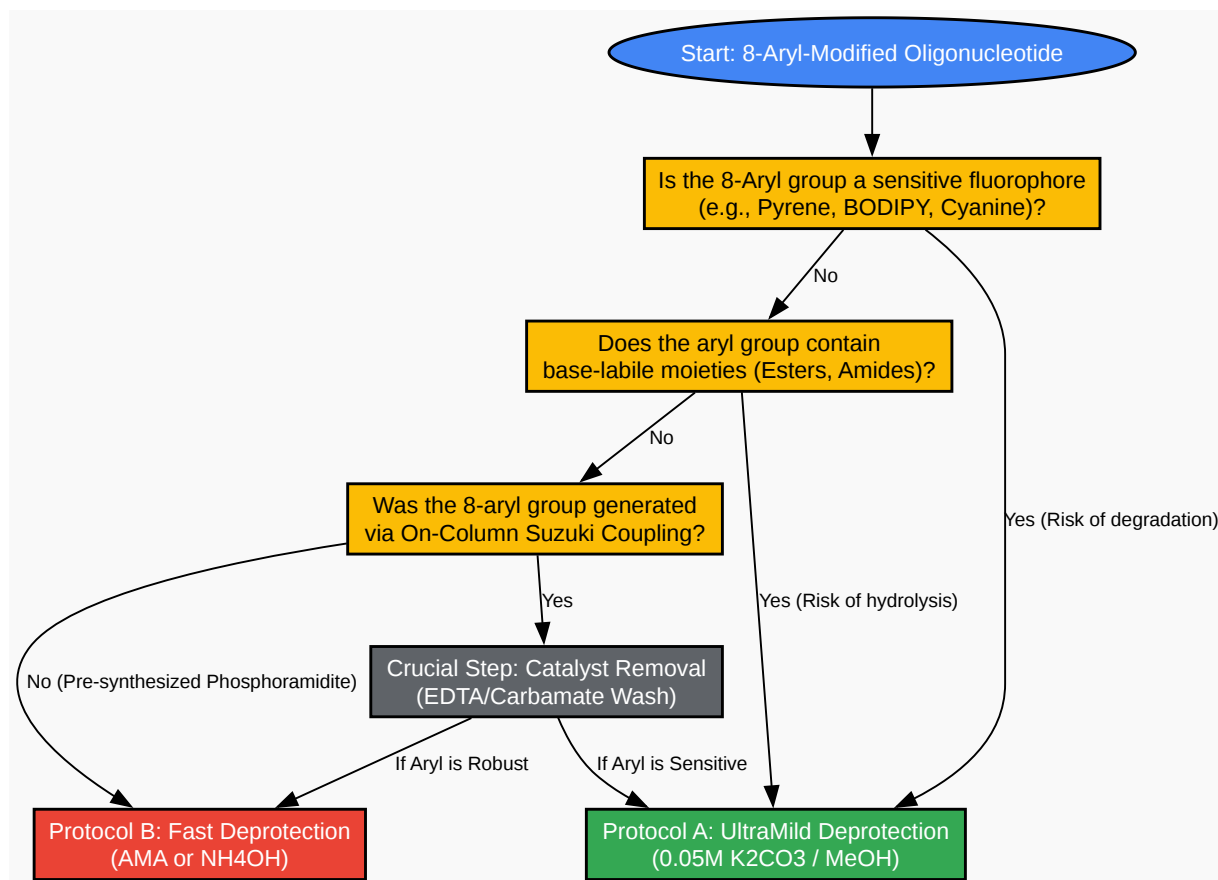 Start: 8-Aryl-Modified Oligonucleotide
Is the 8-Aryl group a sensitive fluorophore
(e.g., Pyrene, BODIPY, Cyanine)?
No
Does the aryl group contain
base-labile moieties (Esters, Amides)?
No
Was the 8-aryl group generated
via On-Column Suzuki Coupling?
Yes (Risk of degradation)
Yes
Yes (Risk of hydrolysis)
Crucial Step: Catalyst Removal
(EDTA/Carbamate Wash)
No (Pre-synthesized Phosphoramidite)
If Aryl is Robust
If Aryl is Sensitive
Protocol B: Fast Deprotection
(AMA or NH4OH)
Protocol A: UltraMild Deprotection
(0.05M K2CO3 / MeOH)